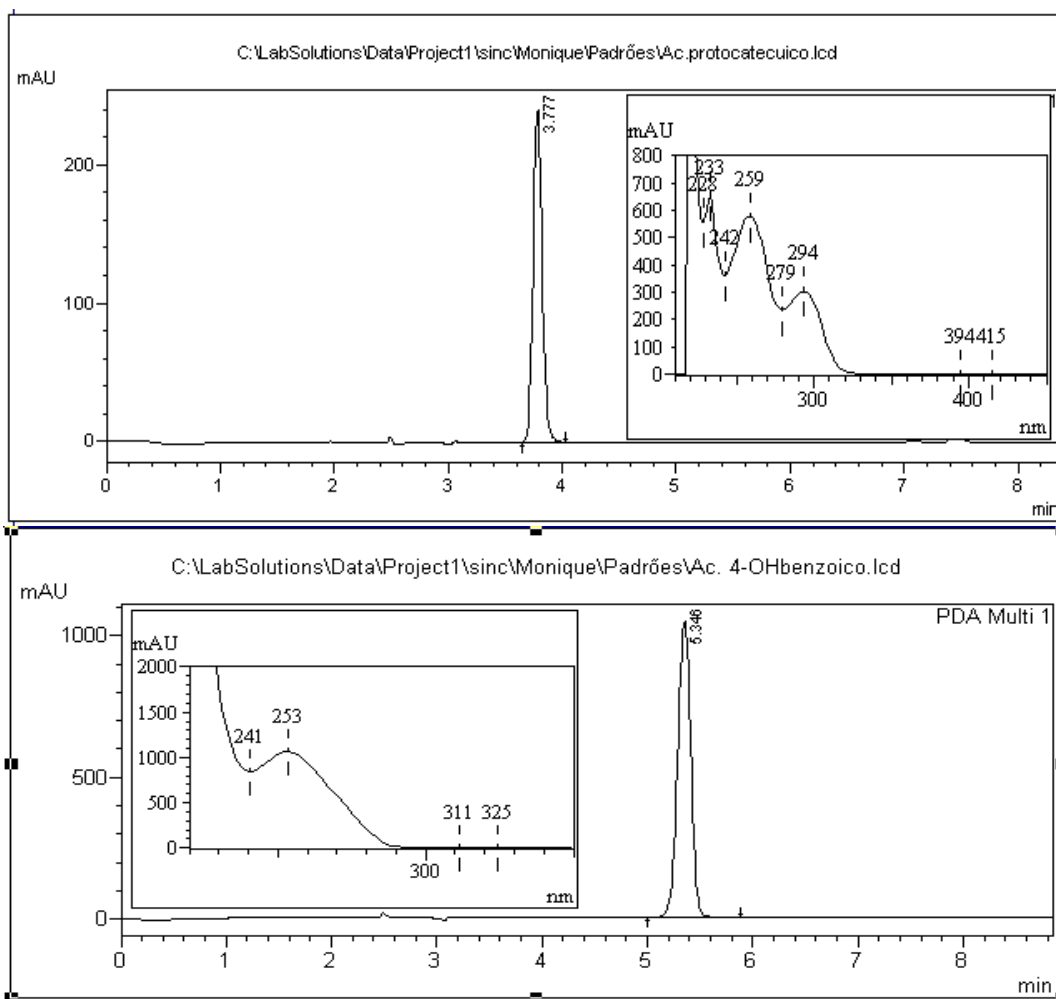 C:\LabSolutions\Data\Project1\sinc\Monique\Padrões\Ac.protocatecuico.lcd
mAU
3.777
200
100
0
0 1 2 3 4 5 6 7 8
min
mAU
800
700
600
500
400
300
200
100
0
228 233 242 259 279 294 394 415
300 400
nm
C:\LabSolutions\Data\Project1\sinc\Monique\Padrões\Ac. 4-OHbenzoico.lcd
mAU
PDA Multi 1
5.346
1000
500
0
0 1 2 3 4 5 6 7 8
min
mAU
2000
1500
1000
500
0
241 253 311 325
300
nm